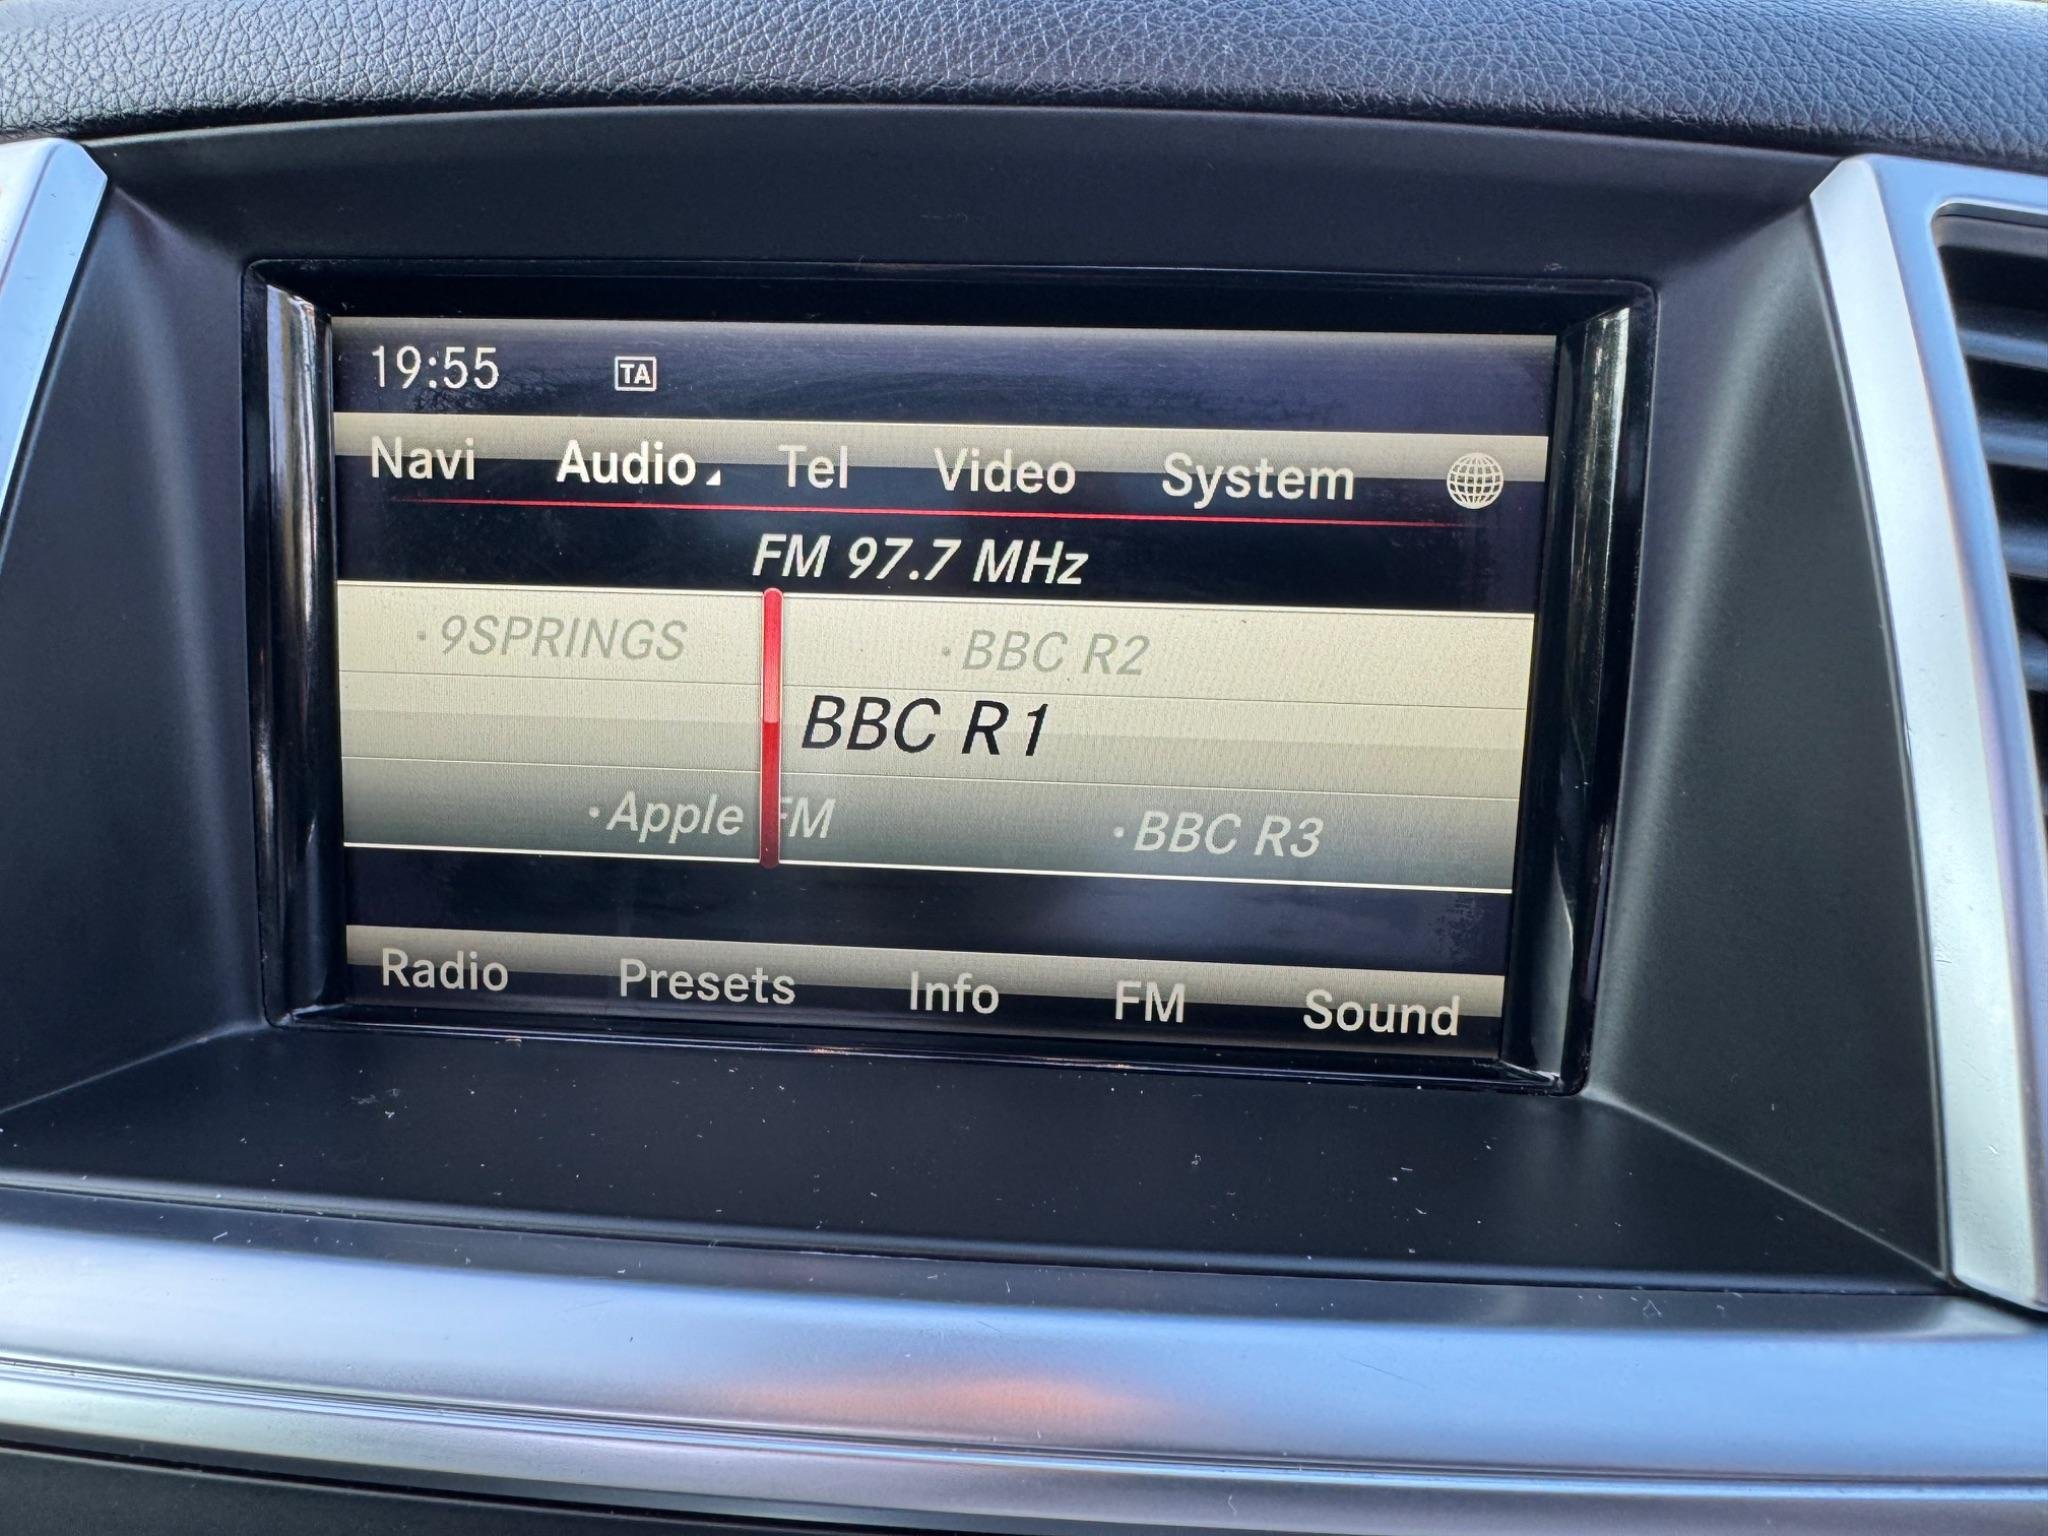 19:55 TA
Navi Audio Tel Video System
FM 97.7 MHz
·9SPRINGS ·BBC R2
BBC R1
·Apple FM ·BBC R3
Radio Presets Info FM Sound